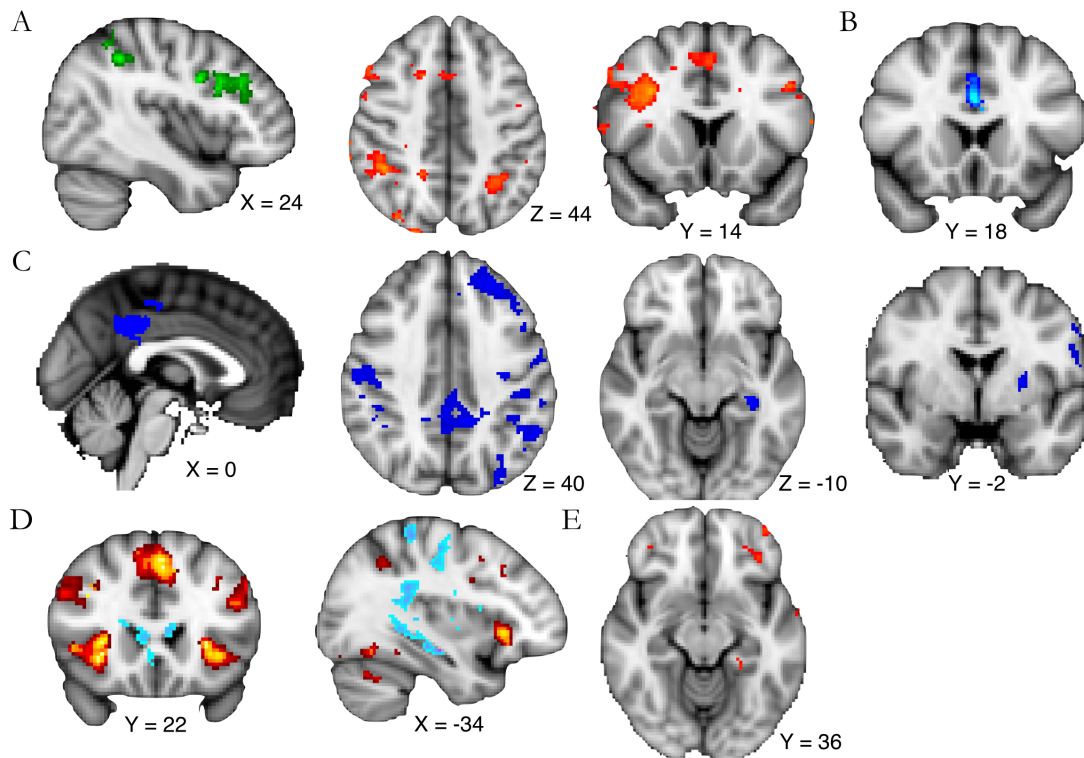 A
B
X = 24
Z = 44
Y = 14
Y = 18
C
X = 0
Z = 40
Z = -10
Y = -2
D
E
Y = 22
X = -34
Y = 36